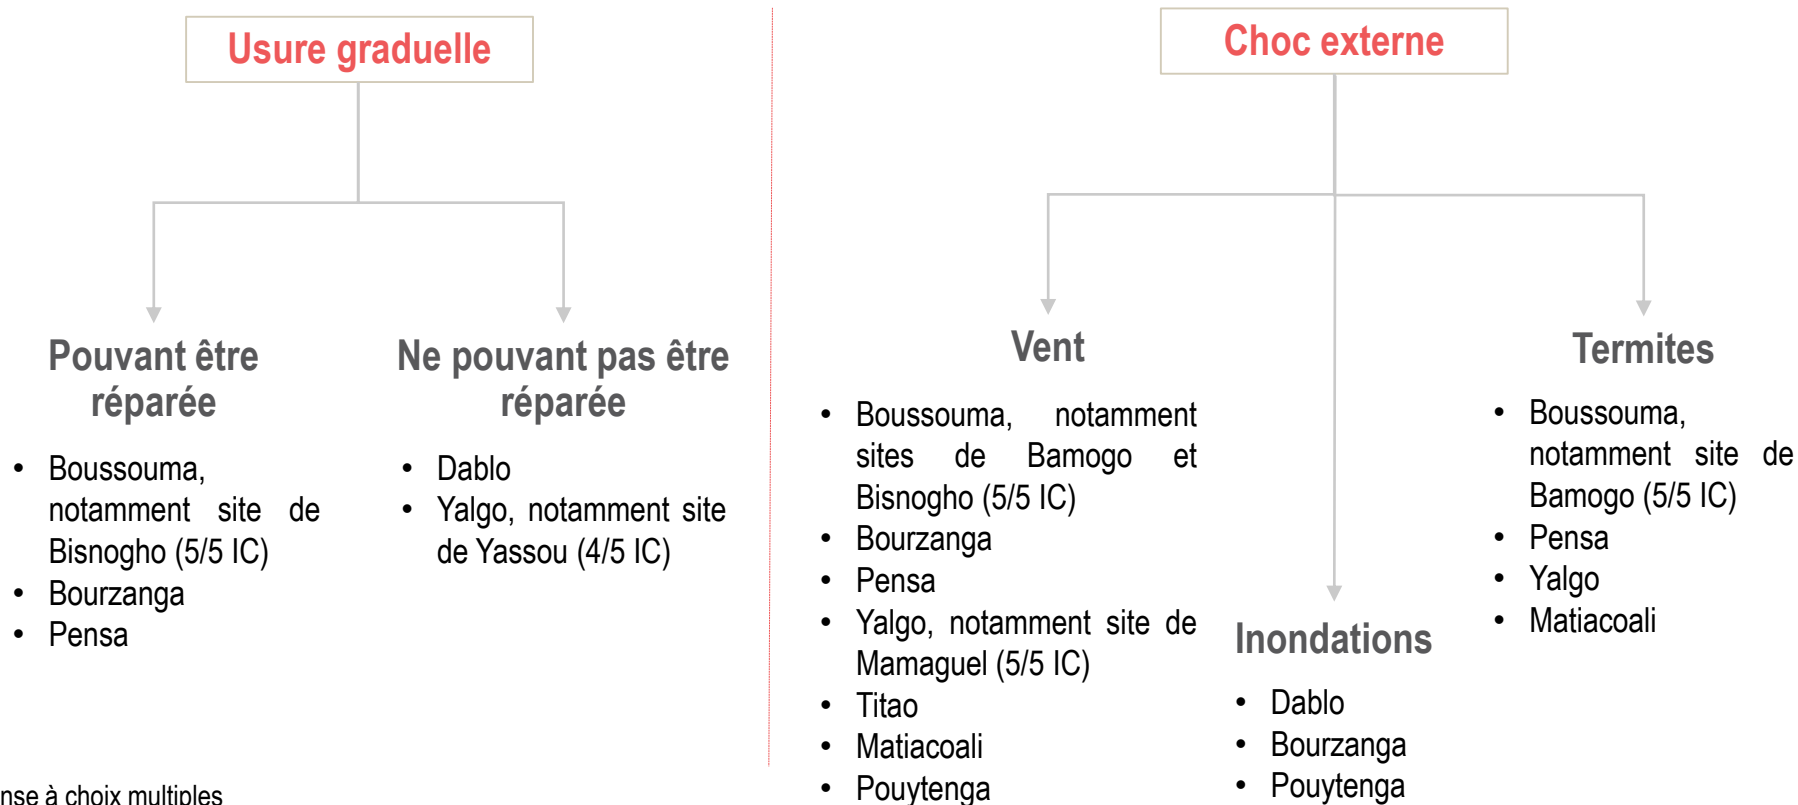 Usure graduelle
Pouvant être
réparée
• Boussouma,
notamment site de
Bisnogho (5/5 IC)
• Bourzanga
• Pensa
Ne pouvant pas être
réparée
• Dablo
• Yalgo, notamment site
de Yassou (4/5 IC)
Choc externe
Vent
• Boussouma, notamment
sites de Bamogo et
Bisnogho (5/5 IC)
• Bourzanga
• Pensa
• Yalgo, notamment site de
Mamaguel (5/5 IC)
• Titao
• Matiacoali
• Pouytenga
Inondations
• Dablo
• Bourzanga
• Pouytenga
Termites
• Boussouma,
notamment site de
Bamogo (5/5 IC)
• Pensa
• Yalgo
• Matiacoali
nse à choix multiples